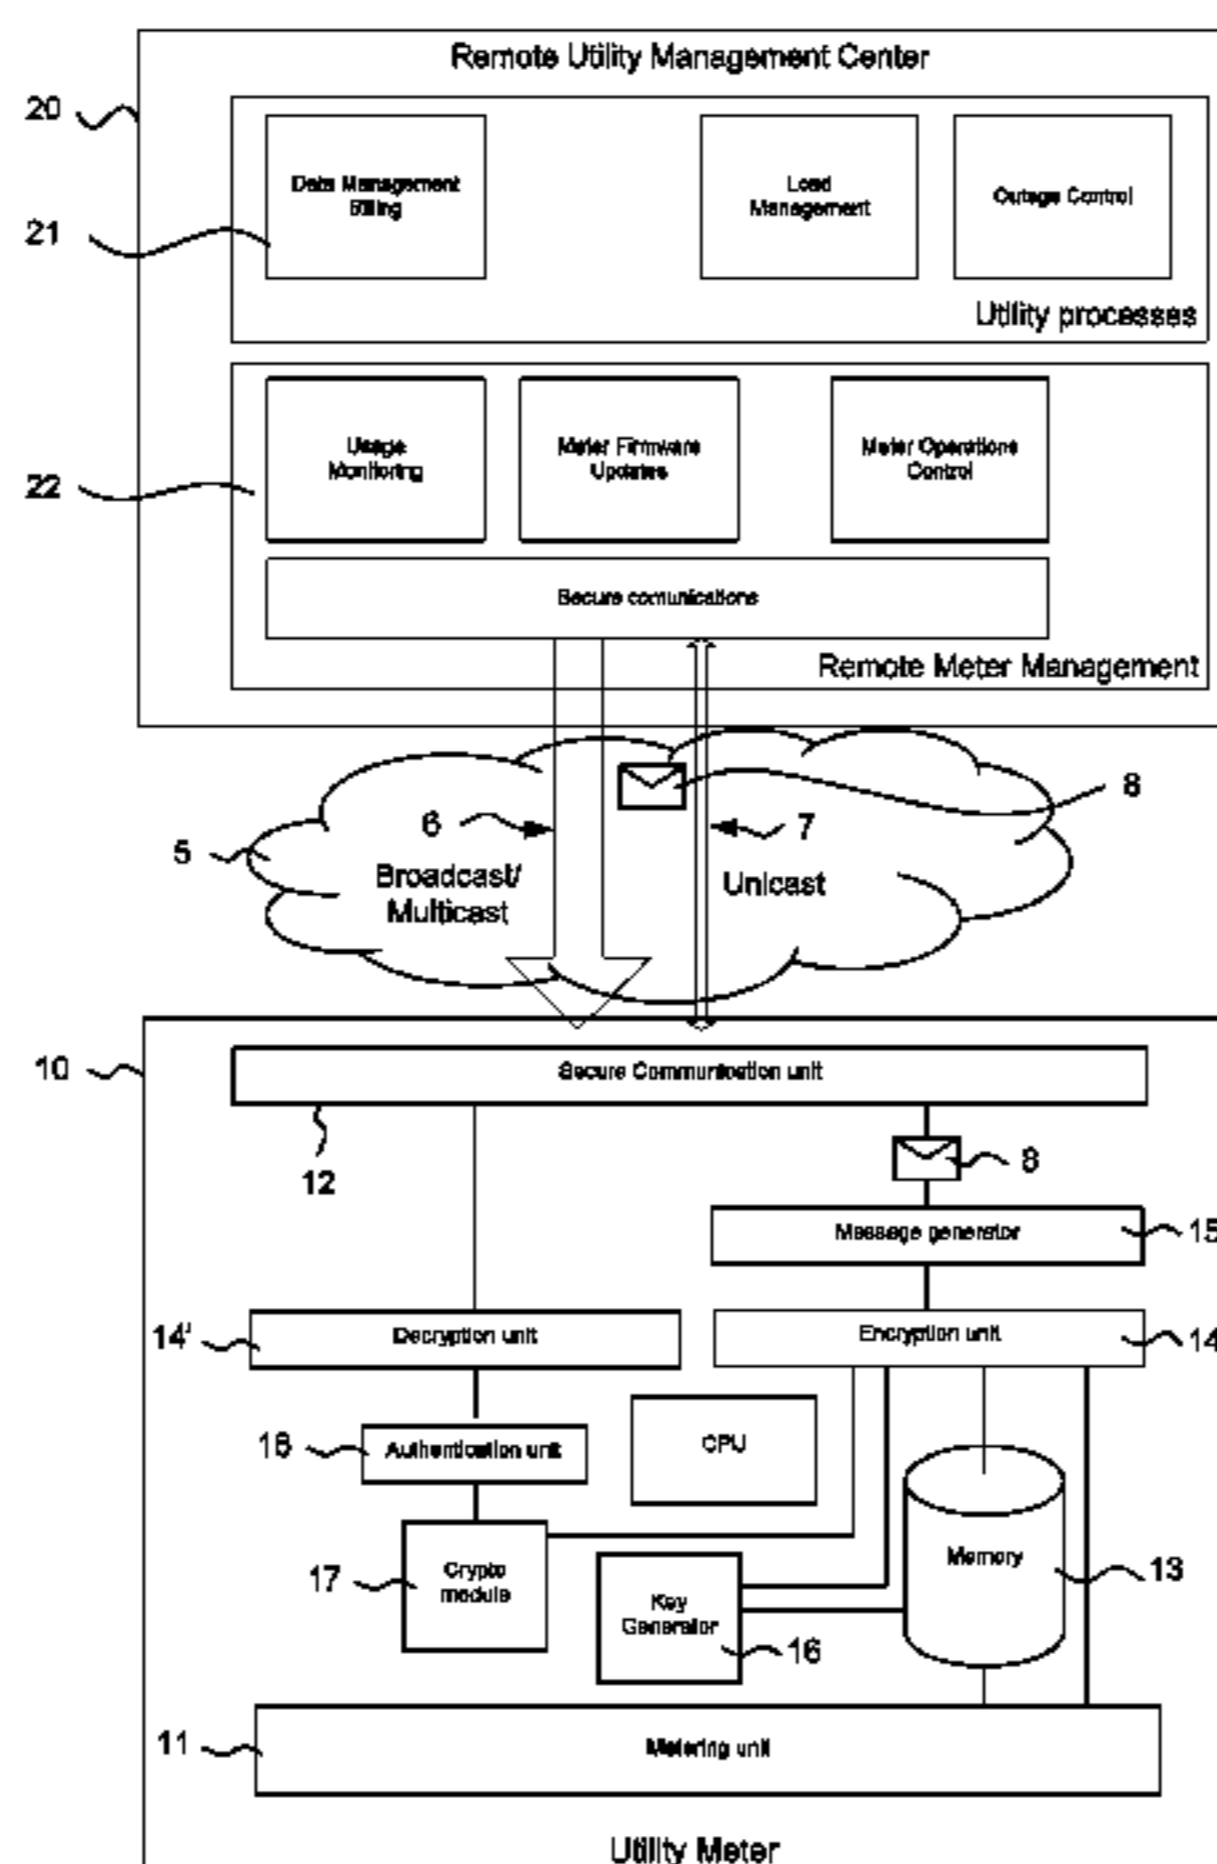 Remote Utility Management Center
20
Data Management
Billing
Load
Management
Outage Control
21
Utility processes
Usage
Monitoring
Meter Firmware
Updates
Meter Operations
Control
22
Secure comunications
Remote Meter Management
8
6
7
5
Broadcast/
Multicast
Unicast
10
Secure Communication unit
12
8
Message generator
15
14'
Decryption unit
Encryption unit
14
18
Authentication unit
CPU
Memory
13
17
Crypto
module
Key
Generator
16
11
Metering unit
Utility Meter